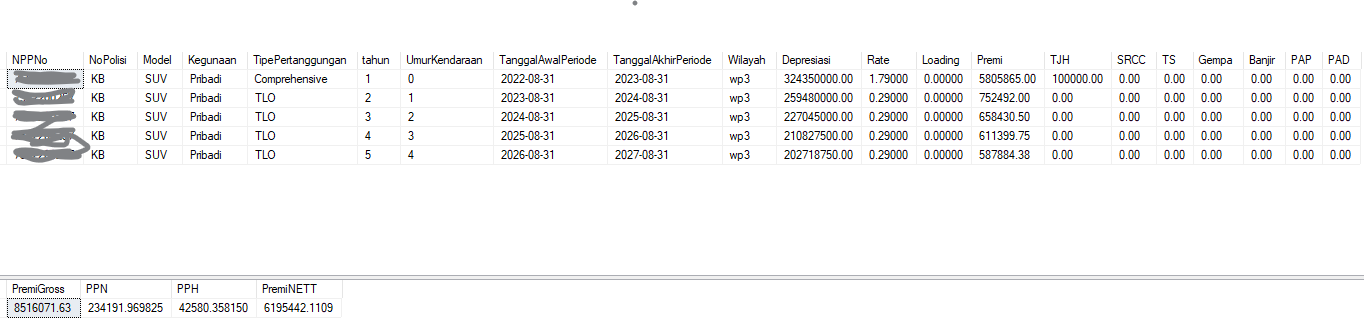 NPPNo NoPolisi Model Kegunaan TipePertanggungan tahun UmurKendaraan TanggalAwalPeriode TanggalAkhirPeriode Wilayah Depresiasi Rate Loading Premi TJH SRCC TS Gempa Banjir PAP PAD
KB SUV Pribadi Comprehensive 1 0 2022-08-31 2023-08-31 wp3 324350000.00 1.79000 0.00000 5805865.00 100000.00 0.00 0.00 0.00 0.00 0.00 0.00
KB SUV Pribadi TLO 2 1 2023-08-31 2024-08-31 wp3 259480000.00 0.29000 0.00000 752492.00 0.00 0.00 0.00 0.00 0.00 0.00 0.00
KB SUV Pribadi TLO 3 2 2024-08-31 2025-08-31 wp3 227045000.00 0.29000 0.00000 658430.50 0.00 0.00 0.00 0.00 0.00 0.00 0.00
KB SUV Pribadi TLO 4 3 2025-08-31 2026-08-31 wp3 210827500.00 0.29000 0.00000 611399.75 0.00 0.00 0.00 0.00 0.00 0.00 0.00
KB SUV Pribadi TLO 5 4 2026-08-31 2027-08-31 wp3 202718750.00 0.29000 0.00000 587884.38 0.00 0.00 0.00 0.00 0.00 0.00 0.00
PremiGross PPN PPH PremiNETT
8516071.63 234191.969825 42580.358150 6195442.1109